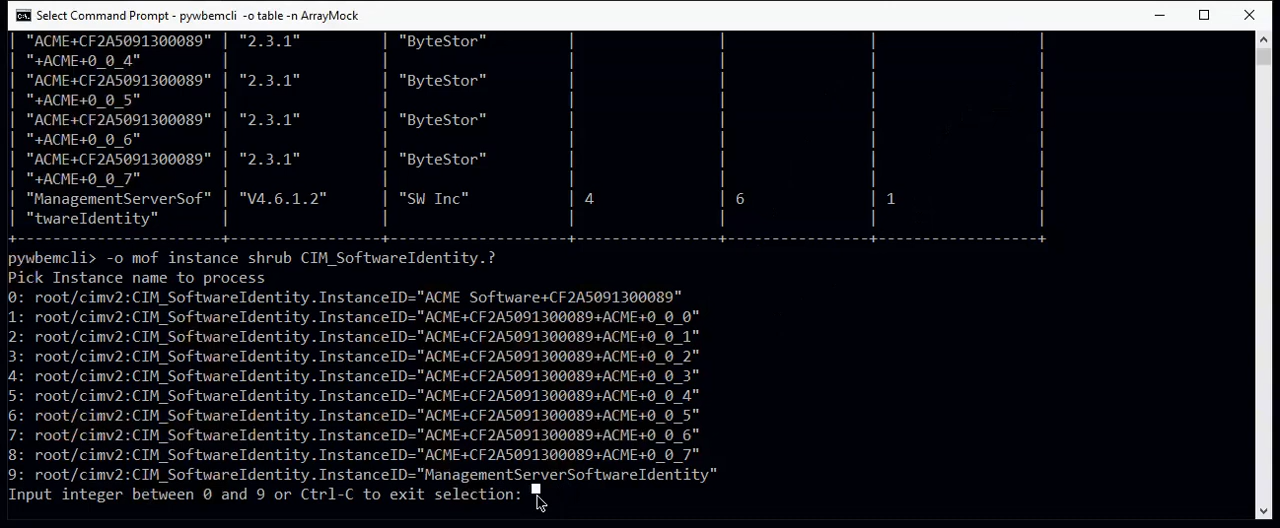 Select Command Prompt - pywbemcli  -o table -n ArrayMock
| "ACME+CF2A5091300089" | "2.3.1" | "ByteStor" | | | |
| "+ACME+0_0_4" | | | | | |
| "ACME+CF2A5091300089" | "2.3.1" | "ByteStor" | | | |
| "+ACME+0_0_5" | | | | | |
| "ACME+CF2A5091300089" | "2.3.1" | "ByteStor" | | | |
| "+ACME+0_0_6" | | | | | |
| "ACME+CF2A5091300089" | "2.3.1" | "ByteStor" | | | |
| "+ACME+0_0_7" | | | | | |
| "ManagementServerSof" | "V4.6.1.2" | "SW Inc" | 4 | 6 | 1 |
| "twareIdentity" | | | | | |
pywbemcli> -o mof instance shrub CIM_SoftwareIdentity.?
Pick Instance name to process
0: root/cimv2:CIM_SoftwareIdentity.InstanceID="ACME Software+CF2A5091300089"
1: root/cimv2:CIM_SoftwareIdentity.InstanceID="ACME+CF2A5091300089+ACME+0_0_0"
2: root/cimv2:CIM_SoftwareIdentity.InstanceID="ACME+CF2A5091300089+ACME+0_0_1"
3: root/cimv2:CIM_SoftwareIdentity.InstanceID="ACME+CF2A5091300089+ACME+0_0_2"
4: root/cimv2:CIM_SoftwareIdentity.InstanceID="ACME+CF2A5091300089+ACME+0_0_3"
5: root/cimv2:CIM_SoftwareIdentity.InstanceID="ACME+CF2A5091300089+ACME+0_0_4"
6: root/cimv2:CIM_SoftwareIdentity.InstanceID="ACME+CF2A5091300089+ACME+0_0_5"
7: root/cimv2:CIM_SoftwareIdentity.InstanceID="ACME+CF2A5091300089+ACME+0_0_6"
8: root/cimv2:CIM_SoftwareIdentity.InstanceID="ACME+CF2A5091300089+ACME+0_0_7"
9: root/cimv2:CIM_SoftwareIdentity.InstanceID="ManagementServerSoftwareIdentity"
Input integer between 0 and 9 or Ctrl-C to exit selection: